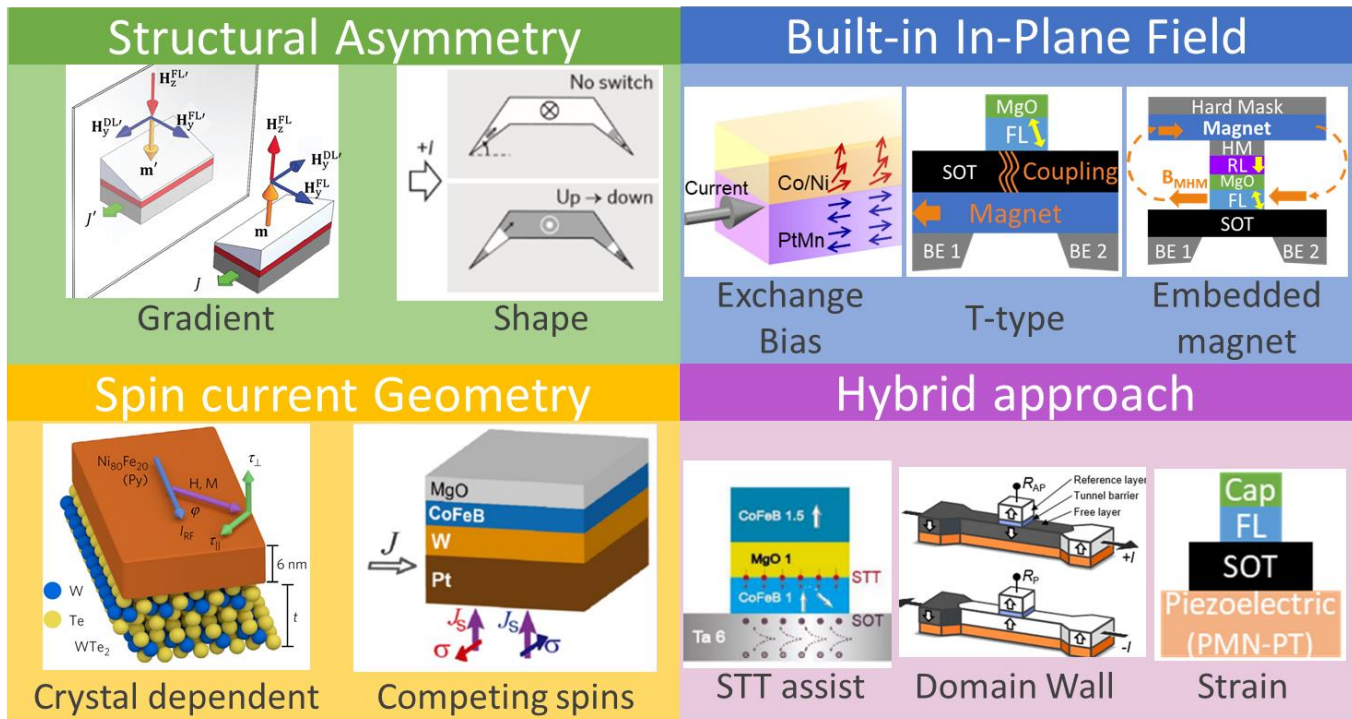 Structural Asymmetry
H_z^FL'
H_y^DL'
H_y^FL'
m'
J'
H_z^FL
H_y^DL'
H_y^FL
m
J
Gradient
+I
No switch
Up → down
Shape
Built-in In-Plane Field
Current
Co/Ni
PtMn
Exchange
Bias
MgO
FL
SOT
Coupling
Magnet
BE 1
BE 2
T-type
Hard Mask
Magnet
HM
RL
B_MHM
MgO
FL
SOT
BE 1
BE 2
Embedded
magnet
Spin current Geometry
Ni80Fe20
(Py)
H, M
φ
I_RF
τ⊥
τ||
6 nm
t
W
Te
WTe2
Crystal dependent
J
MgO
CoFeB
W
Pt
J_S
J_S
σ
σ
Competing spins
Hybrid approach
CoFeB 1.5
MgO 1
STT
CoFeB 1
SOT
Ta 6
STT assist
R_AP
Reference layer
Tunnel barrier
Free layer
+I
R_P
-I
Domain Wall
Cap
FL
SOT
Piezoelectric
(PMN-PT)
Strain